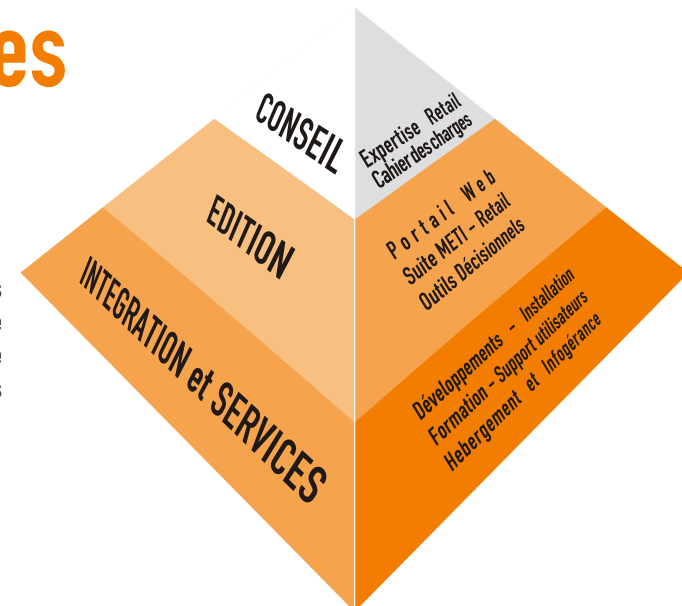 es
CONSEIL
Expertise Retail
Cahier des charges
EDITION
Portail Web
Suite METI - Retail
Outils Décisionnels
INTEGRATION et SERVICES
Développements - Installation
Formation - Support utilisateurs
Hebergement et Infogérance
s
e
e
s